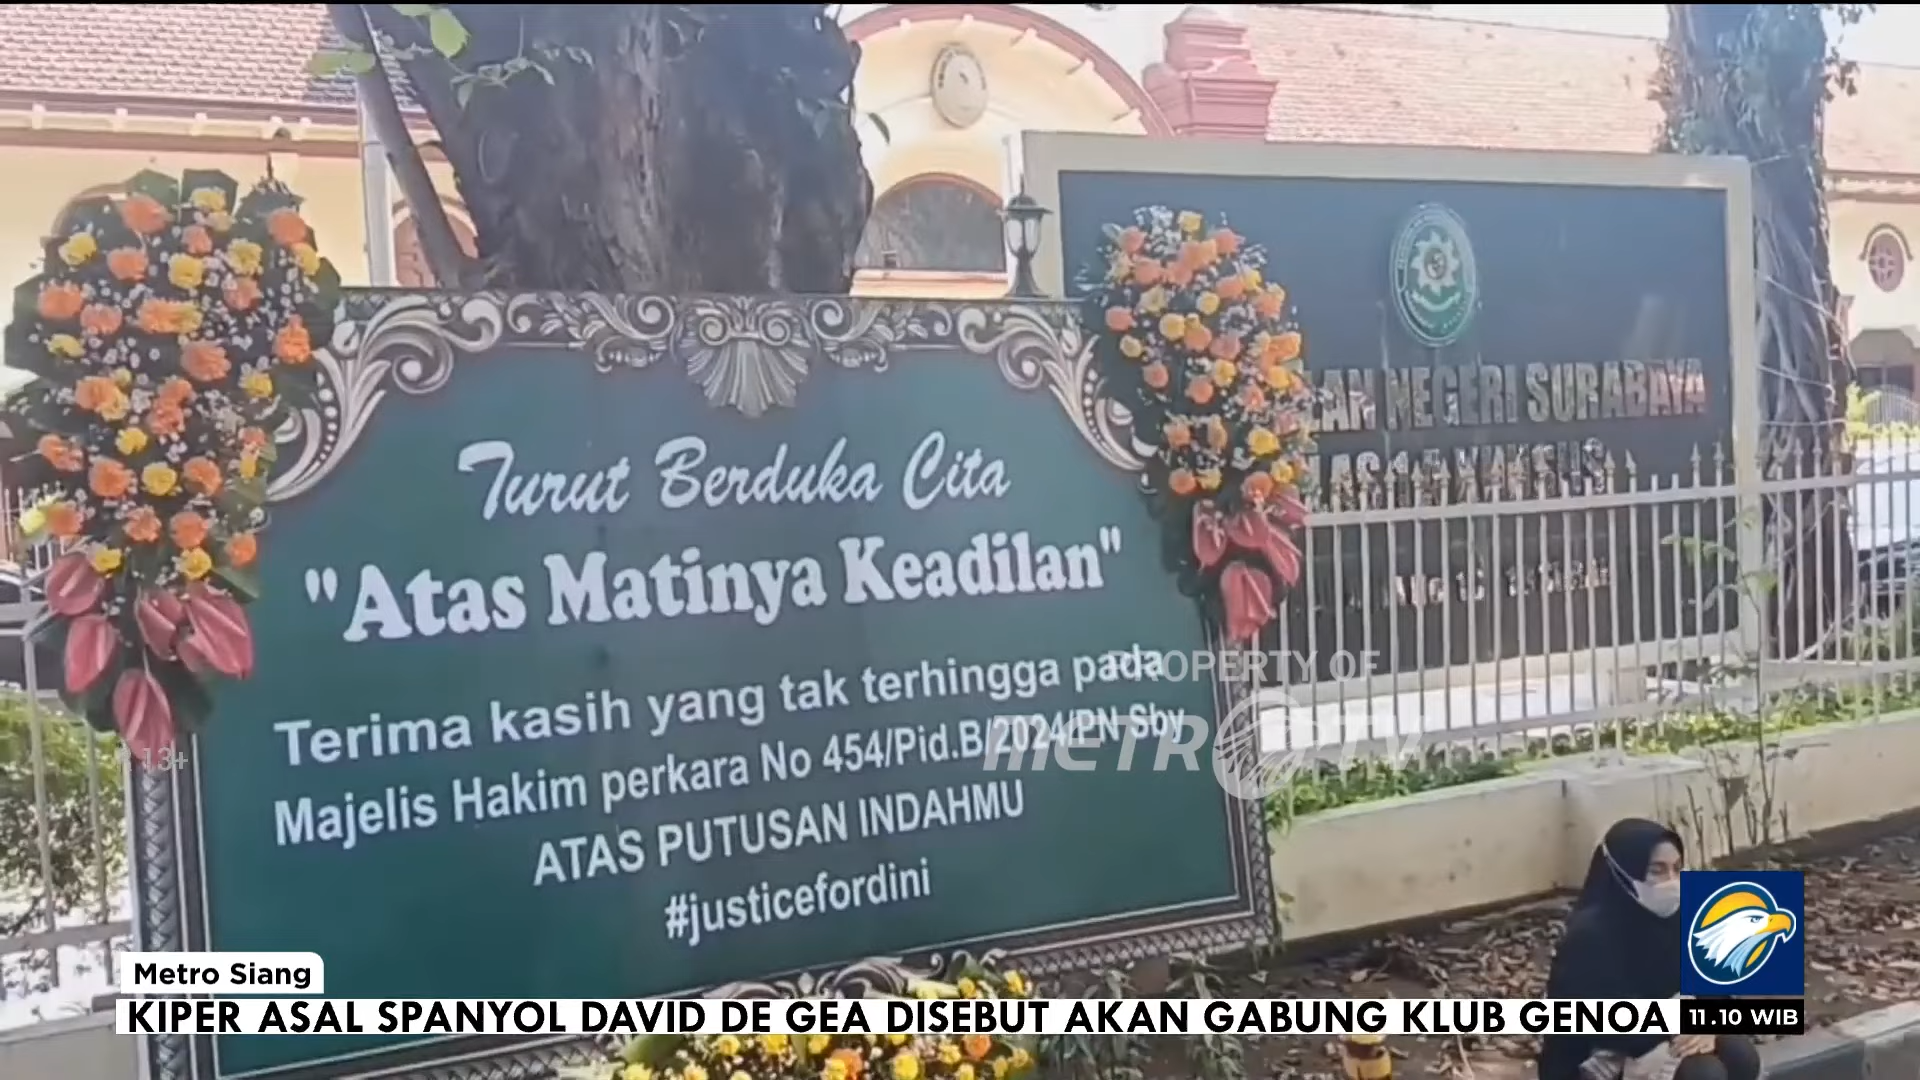 LAN NEGERI SURABAYA
Turut Berduka Cita
"Atas Matinya Keadilan"
Terima kasih yang tak terhingga pada
Majelis Hakim perkara No 454/Pid.B/2024/PN Sby
ATAS PUTUSAN INDAHMU
#justicefordini
PROPERTY OF
METRO TV
13+
Metro Siang
KIPER ASAL SPANYOL DAVID DE GEA DISEBUT AKAN GABUNG KLUB GENOA
11.10 WIB